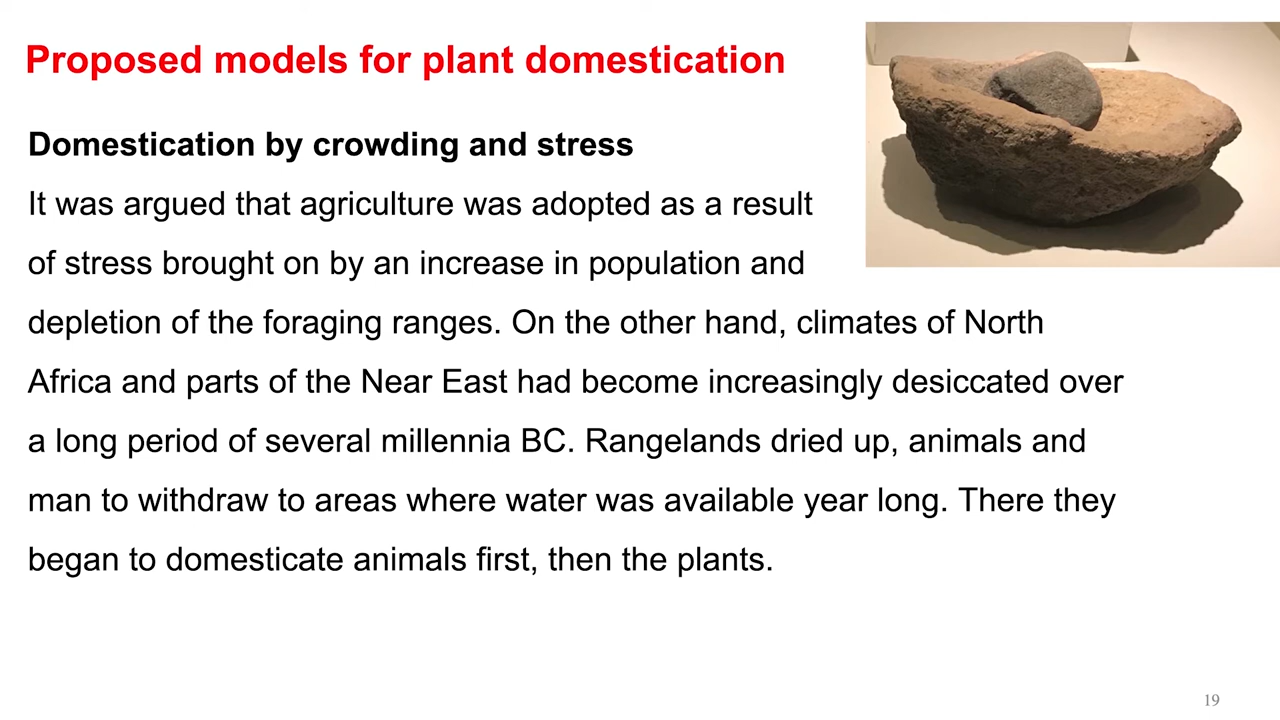 Proposed models for plant domestication
Domestication by crowding and stress
It was argued that agriculture was adopted as a result
of stress brought on by an increase in population and
depletion of the foraging ranges. On the other hand, climates of North
Africa and parts of the Near East had become increasingly desiccated over
a long period of several millennia BC. Rangelands dried up, animals and
man to withdraw to areas where water was available year long. There they
began to domesticate animals first, then the plants.
19